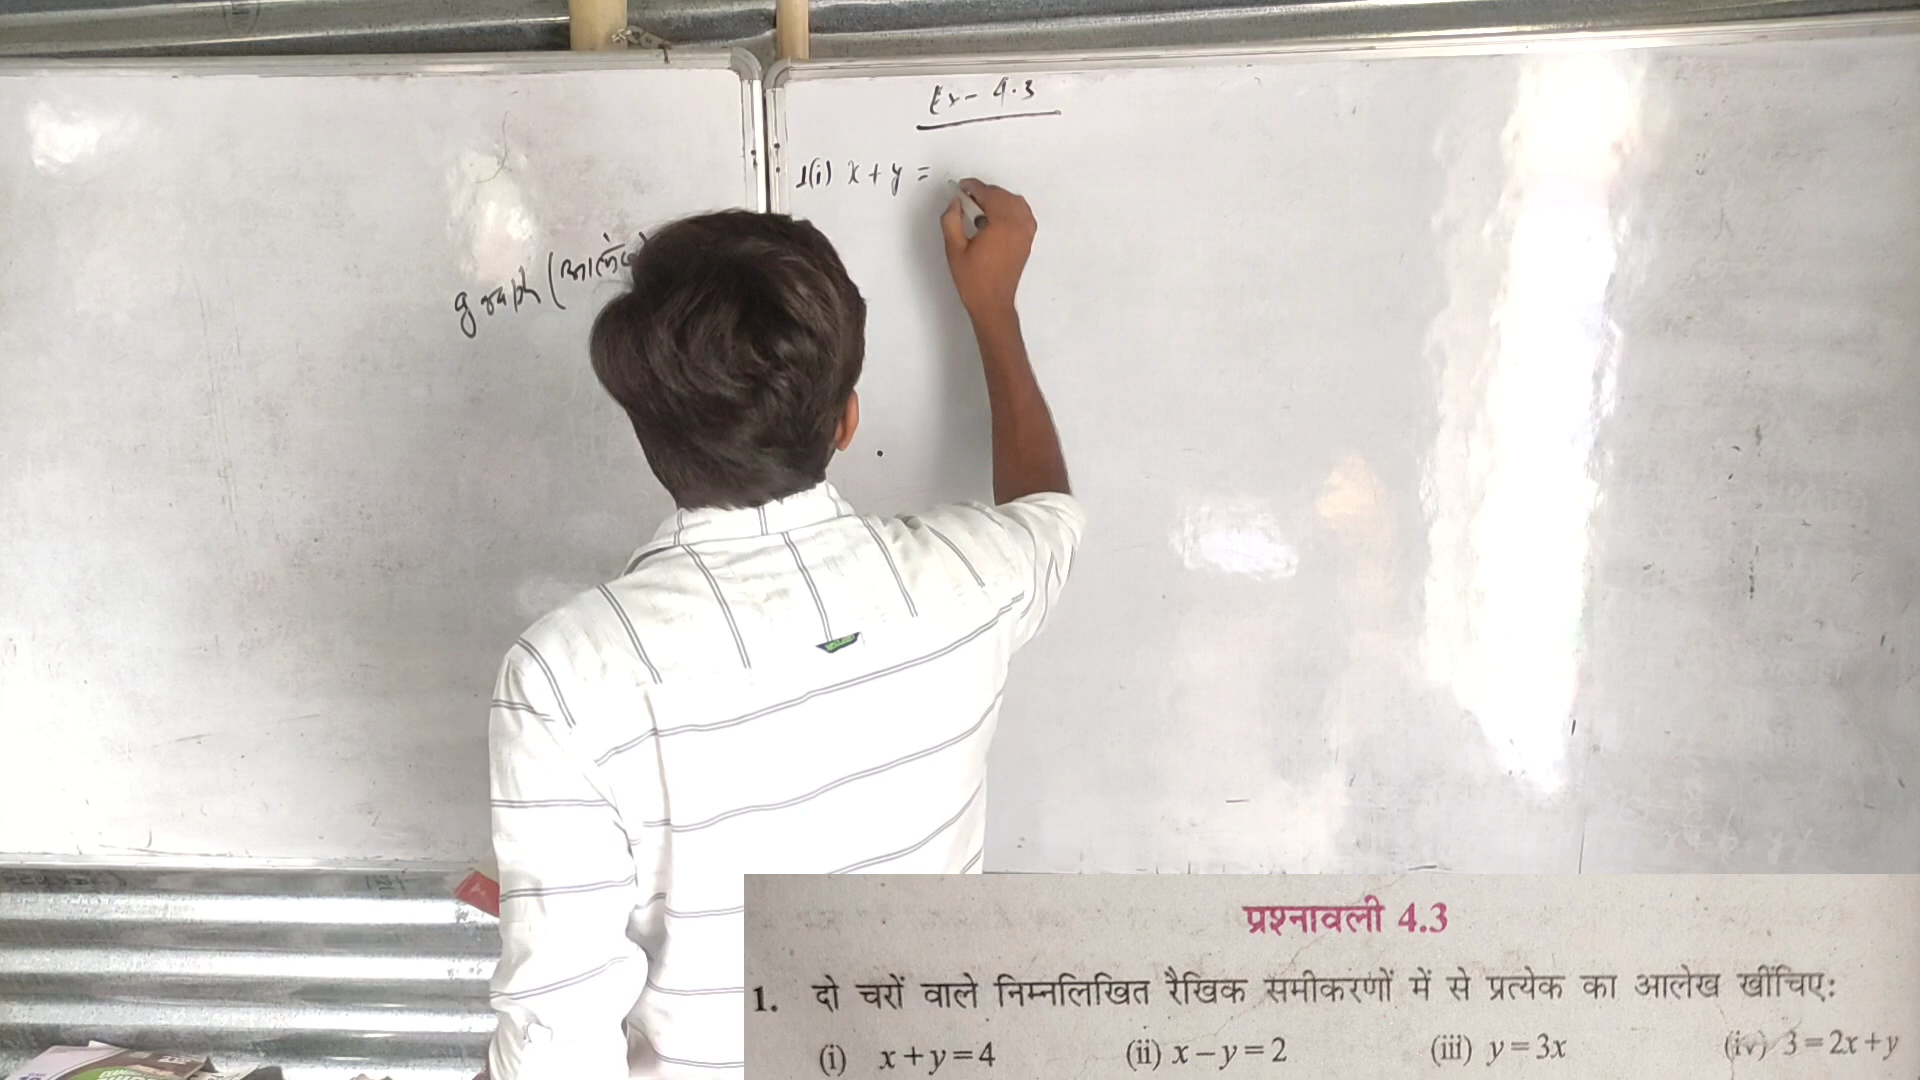 Ex- 4.3
1(i) x + y =
graph (आलेख)
प्रश्नावली 4.3
1. दो चरों वाले निम्नलिखित रैखिक समीकरणों में से प्रत्येक का आलेख खींचिए:
(i) x + y = 4 (ii) x – y = 2 (iii) y = 3x (iv) 3 = 2x + y